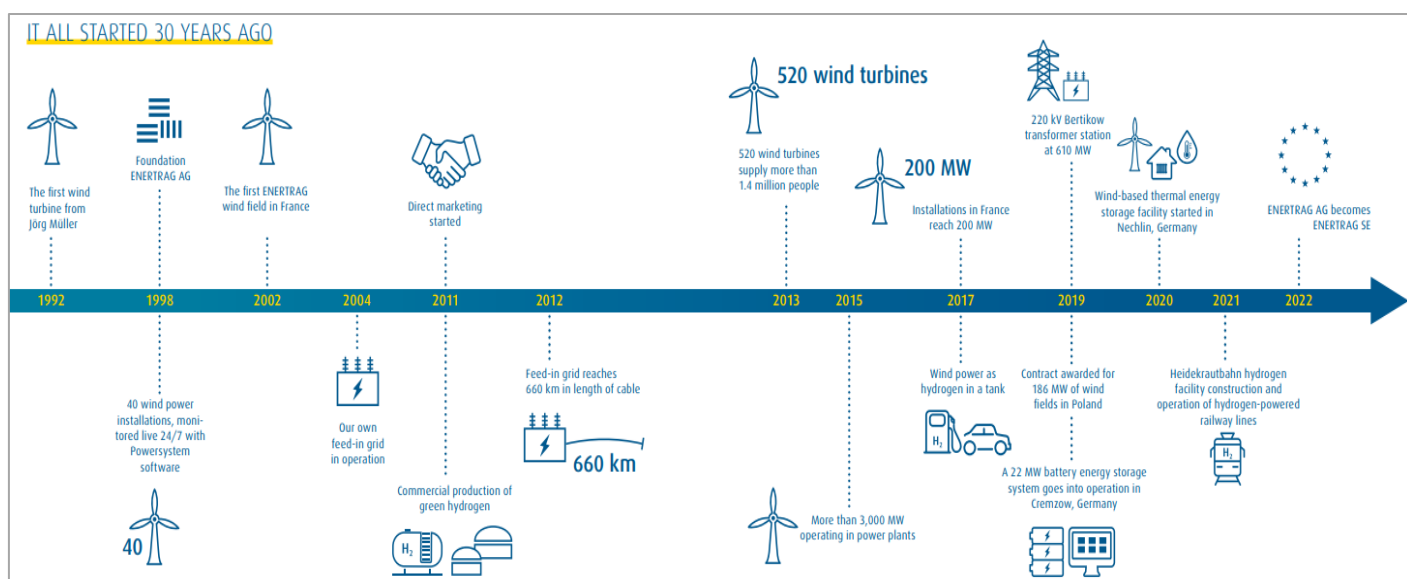 IT ALL STARTED 30 YEARS AGO
The first wind
turbine from
Jörg Müller
Foundation
ENERTRAG AG
The first ENERTRAG
wind field in France
Direct marketing
started
520 wind turbines
520 wind turbines
supply more than
1.4 million people
200 MW
Installations in France
reach 200 MW
220 kV Bertikow
transformer station
at 610 MW
Wind-based thermal energy
storage facility started in
Nechlin, Germany
ENERTRAG AG becomes
ENERTRAG SE
1992 1998 2002 2004 2011 2012 2013 2015 2017 2019 2020 2021 2022
40 wind power
installations, moni-
tored live 24/7 with
Powersystem
software
40
Our own
feed-in grid
in operation
Commercial production of
green hydrogen
H2
Feed-in grid reaches
660 km in length of cable
660 km
More than 3,000 MW
operating in power plants
Wind power as
hydrogen in a tank
H2
Contract awarded for
186 MW of wind
fields in Poland
A 22 MW battery energy storage
system goes into operation in
Cremzow, Germany
Heidekrautbahn hydrogen
facility construction and
operation of hydrogen-powered
railway lines
H2